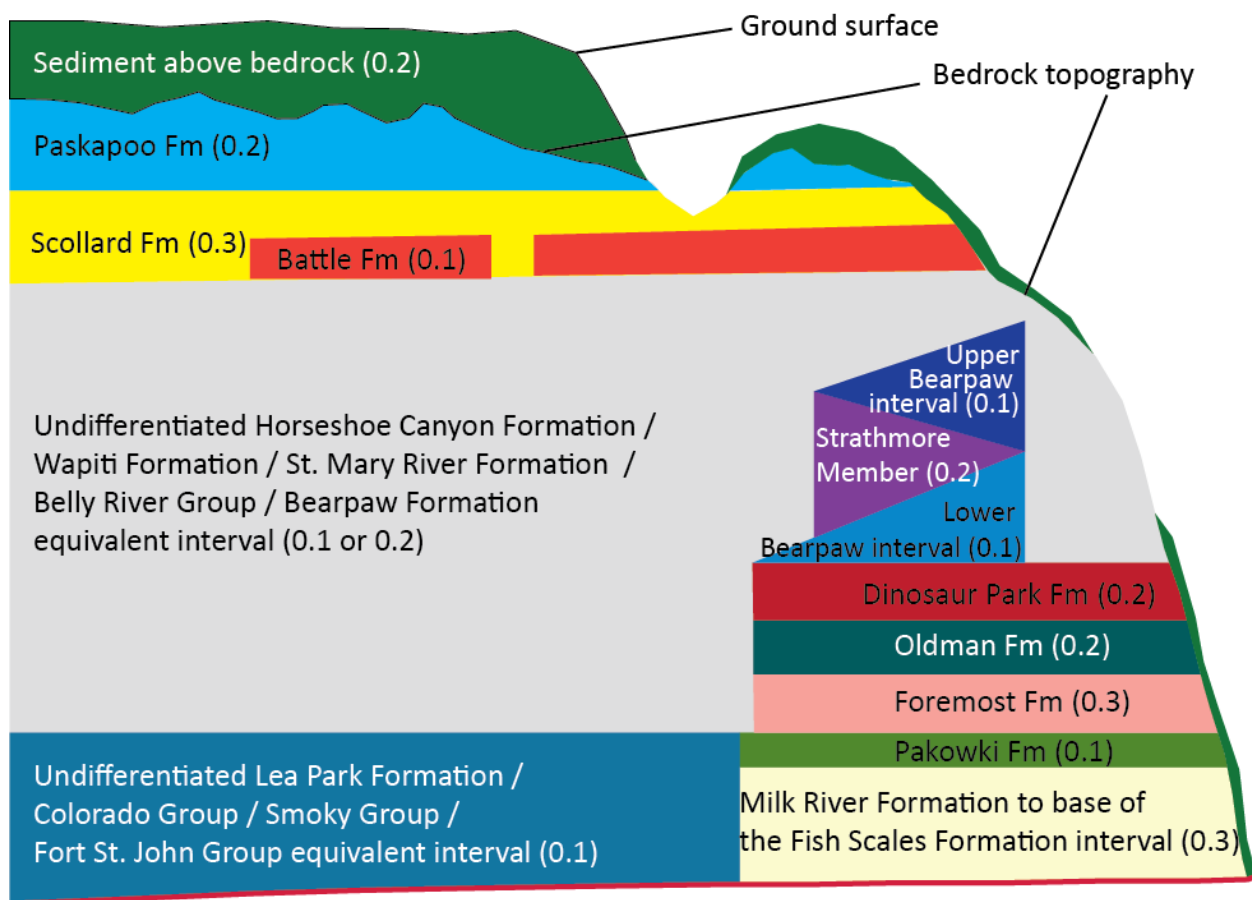 Ground surface
Sediment above bedrock (0.2)
Bedrock topography
Paskapoo Fm (0.2)
Scollard Fm (0.3)
Battle Fm (0.1)
Upper
Bearpaw
interval (0.1)
Undifferentiated Horseshoe Canyon Formation /
Wapiti Formation / St. Mary River Formation /
Belly River Group / Bearpaw Formation
equivalent interval (0.1 or 0.2)
Strathmore
Member (0.2)
Lower
Bearpaw interval (0.1)
Dinosaur Park Fm (0.2)
Oldman Fm (0.2)
Foremost Fm (0.3)
Pakowki Fm (0.1)
Undifferentiated Lea Park Formation /
Colorado Group / Smoky Group /
Fort St. John Group equivalent interval (0.1)
Milk River Formation to base of
the Fish Scales Formation interval (0.3)